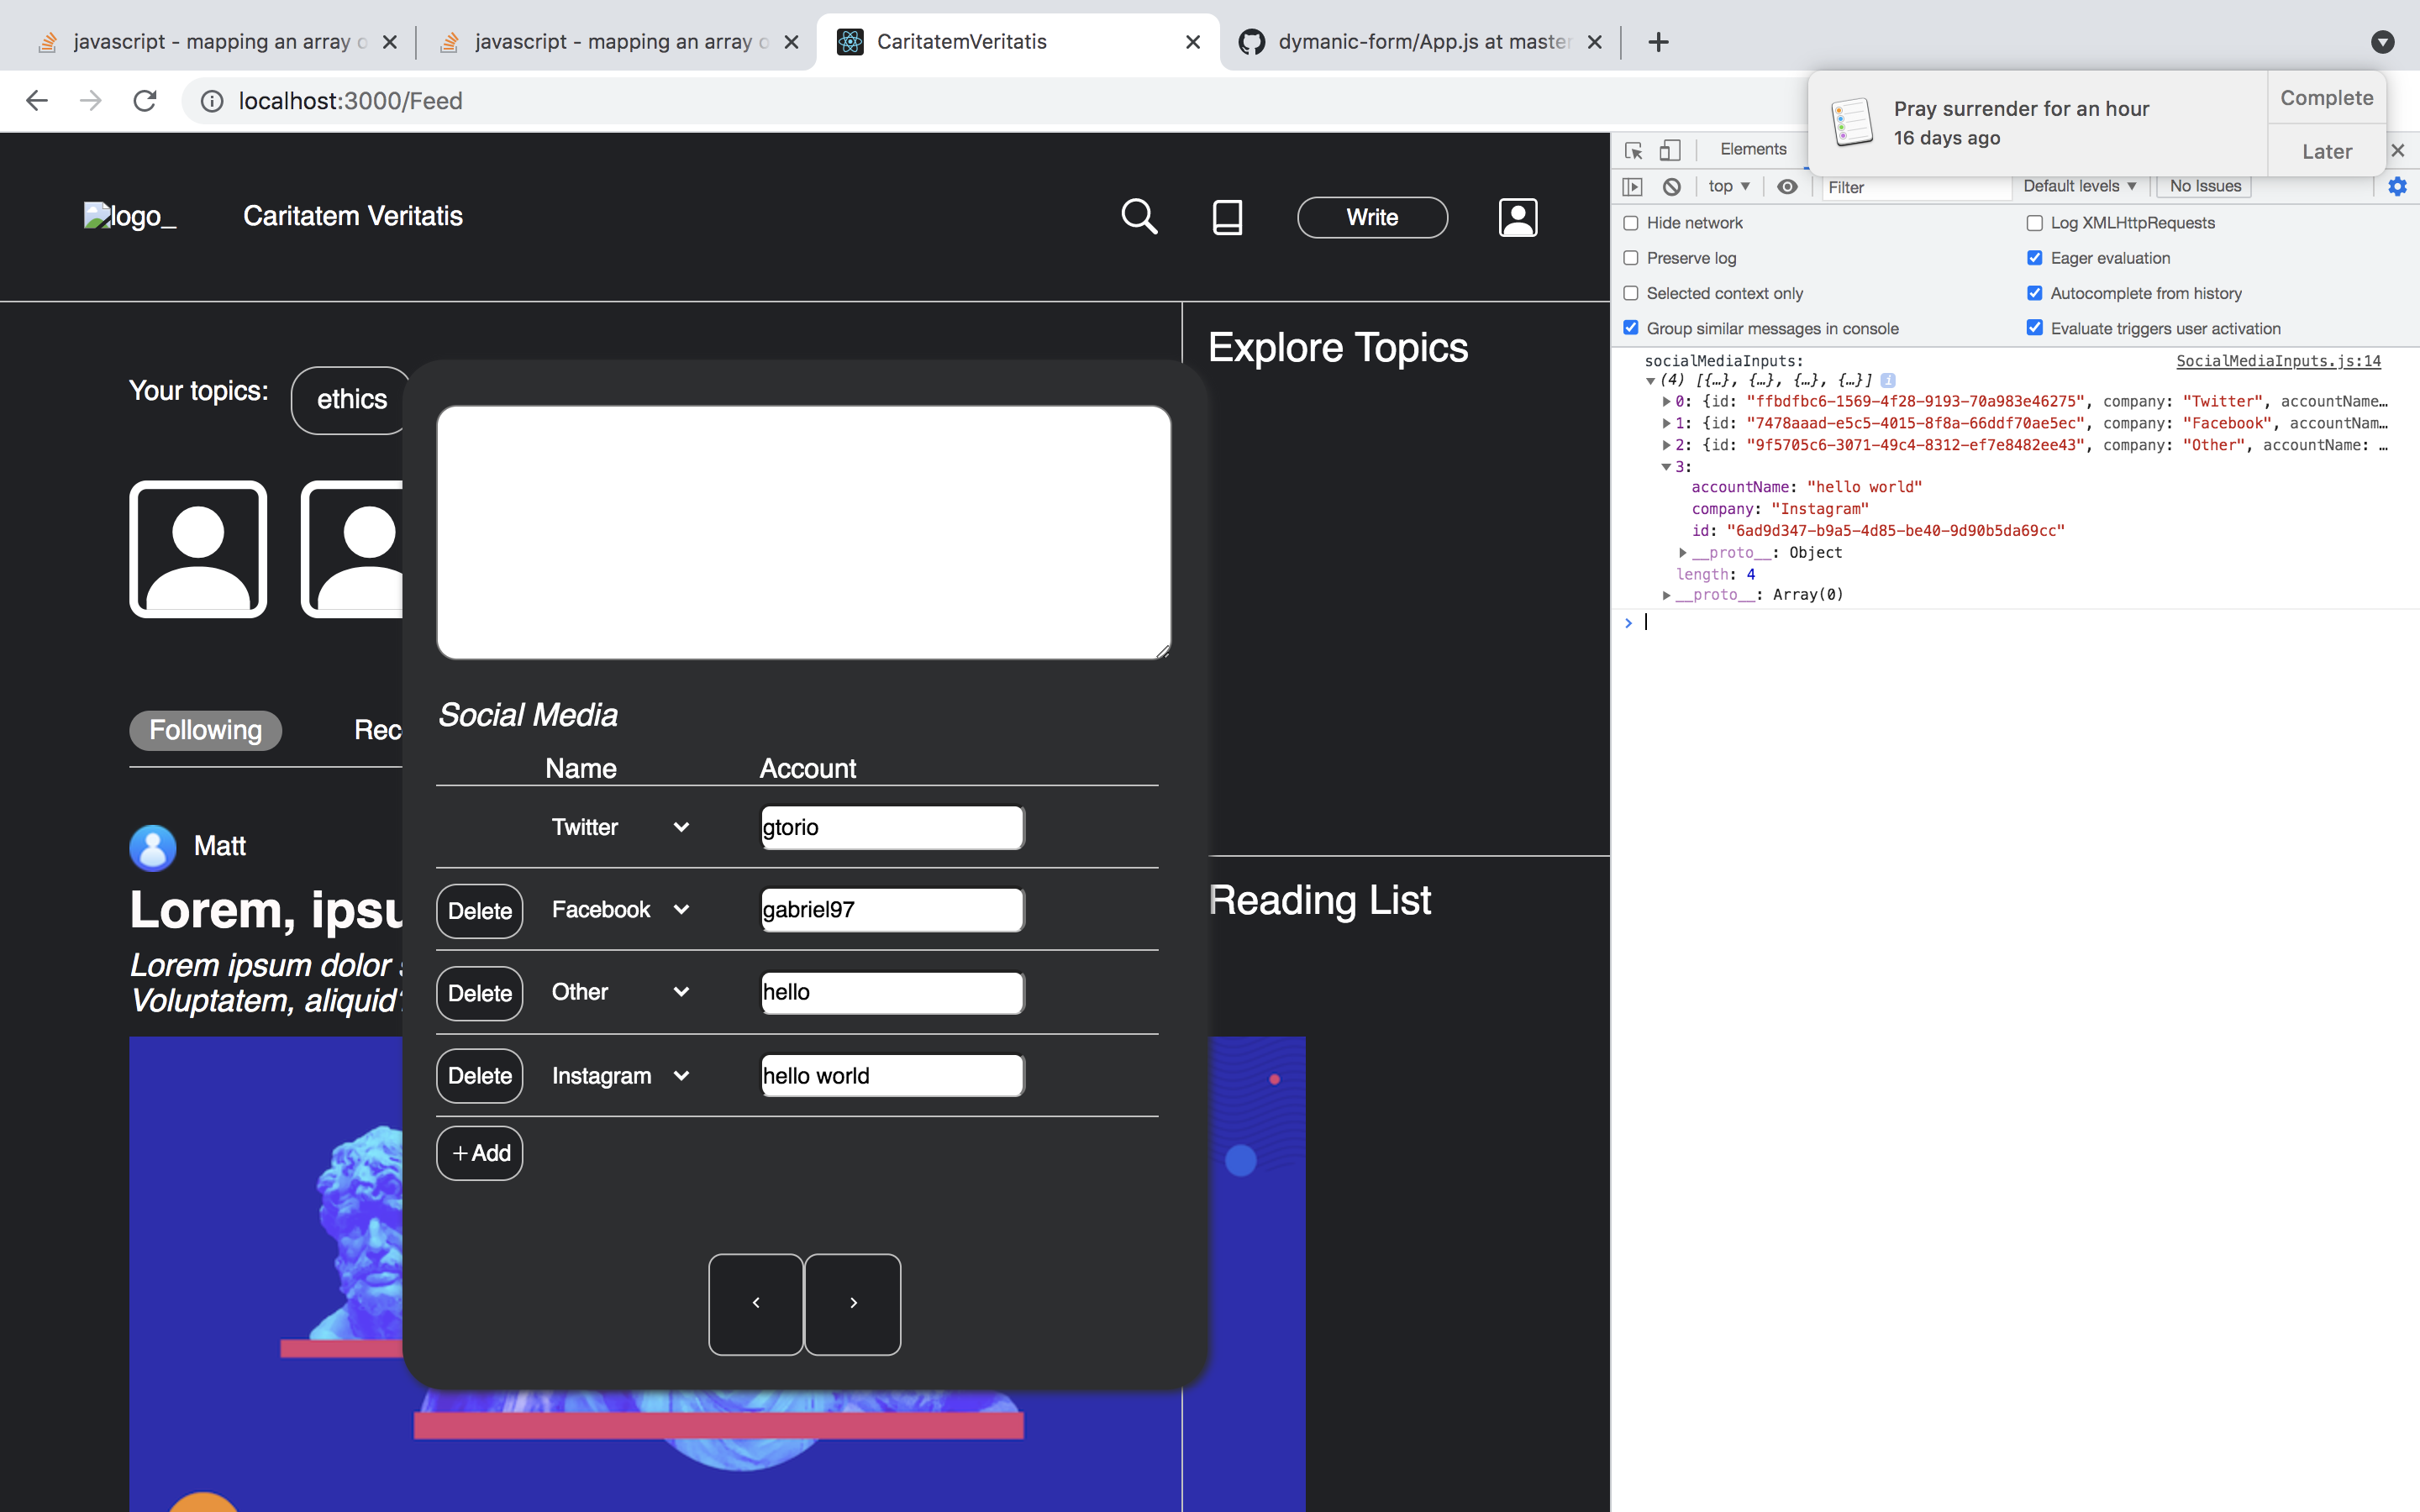 javascript - mapping an array o
javascript - mapping an array o
CaritatemVeritatis
dymanic-form/App.js at master
localhost:3000/Feed
Pray surrender for an hour
16 days ago
Complete
Later
Elements
top
Filter
Default levels
No Issues
Hide network
Log XMLHttpRequests
Preserve log
Eager evaluation
Selected context only
Autocomplete from history
Group similar messages in console
Evaluate triggers user activation
socialMediaInputs:
SocialMediaInputs.js:14
(4) [{…}, {…}, {…}, {…}]
0: {id: "ffbdfbc6-1569-4f28-9193-70a983e46275", company: "Twitter", accountName…
1: {id: "7478aaad-e5c5-4015-8f8a-66ddf70ae5ec", company: "Facebook", accountNam…
2: {id: "9f5705c6-3071-49c4-8312-ef7e8482ee43", company: "Other", accountName: …
3:
accountName: "hello world"
company: "Instagram"
id: "6ad9d347-b9a5-4d85-be40-9d90b5da69cc"
__proto__: Object
length: 4
__proto__: Array(0)
logo_
Caritatem Veritatis
Write
Your topics:
ethics
Explore Topics
Following
Rec
Matt
Lorem, ipsu
Lorem ipsum dolor s
Voluptatem, aliquid?
Social Media
Name
Account
Twitter
gtorio
Delete
Facebook
gabriel97
Delete
Other
hello
Delete
Instagram
hello world
+Add
‹
›
Reading List